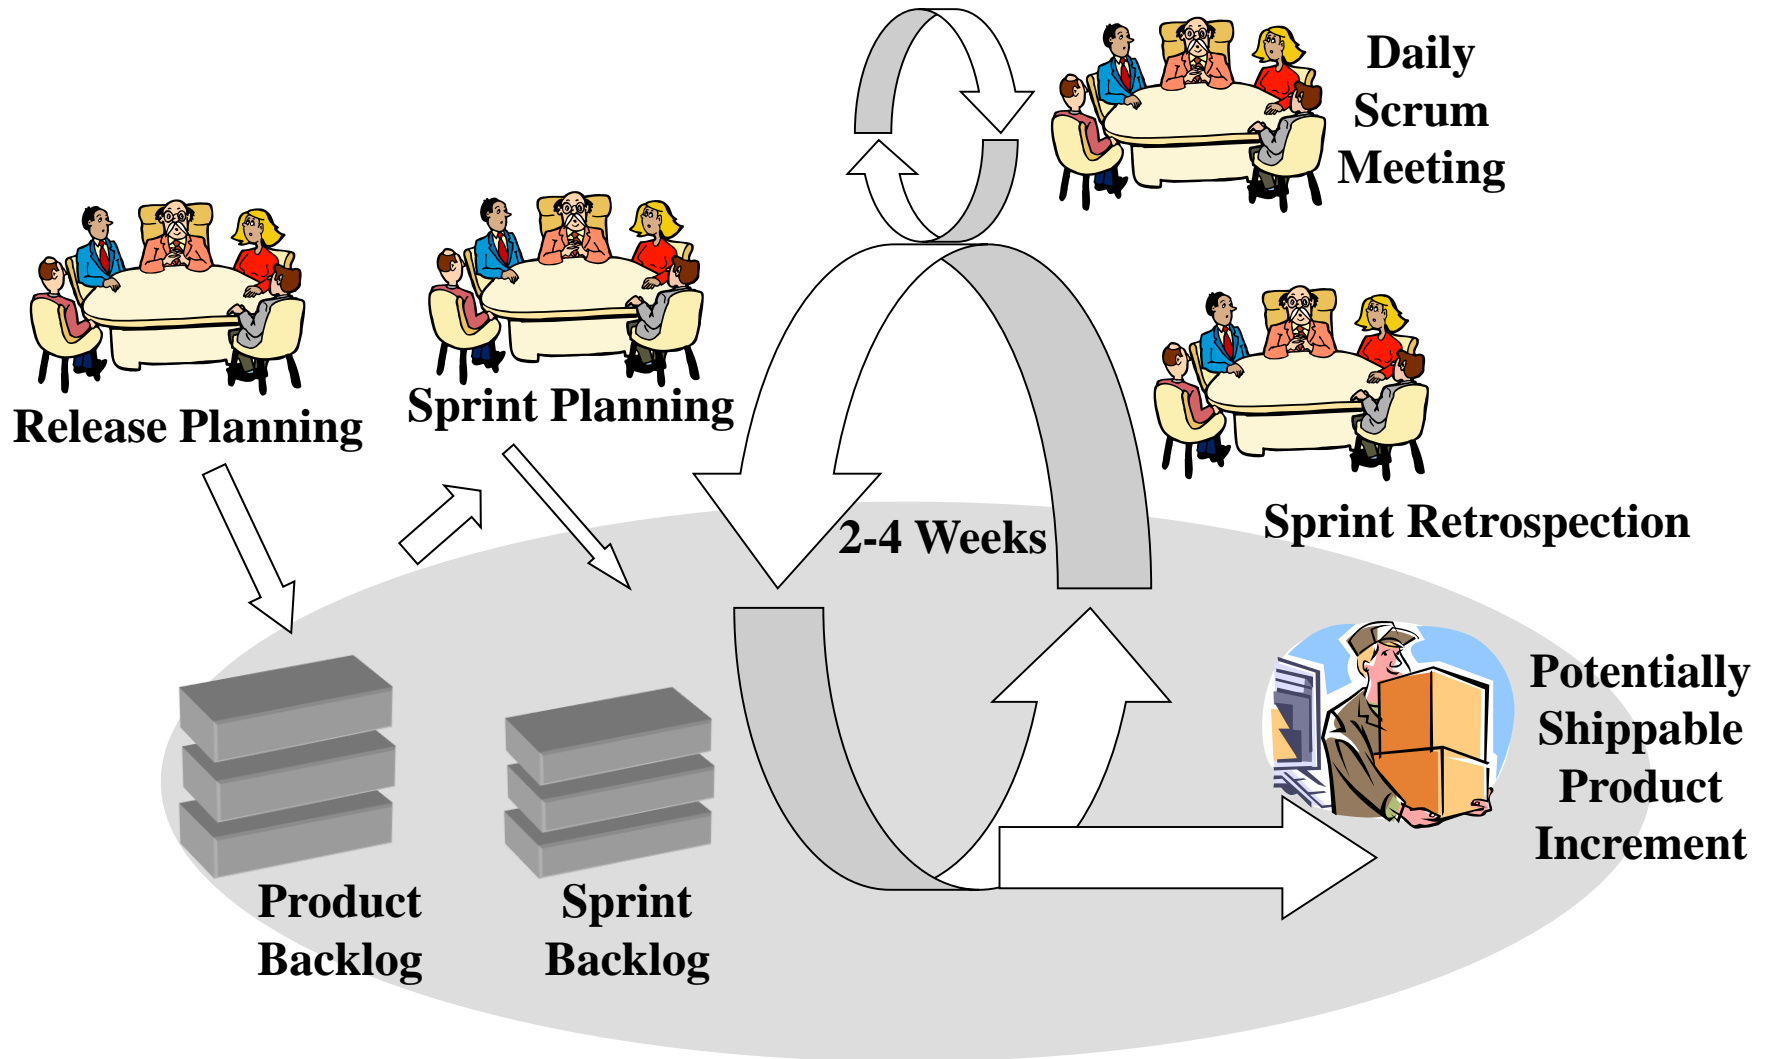 Daily
Scrum
Meeting
Release Planning
Sprint Planning
2-4 Weeks
Sprint Retrospection
Potentially
Shippable
Product
Increment
Product
Backlog
Sprint
Backlog